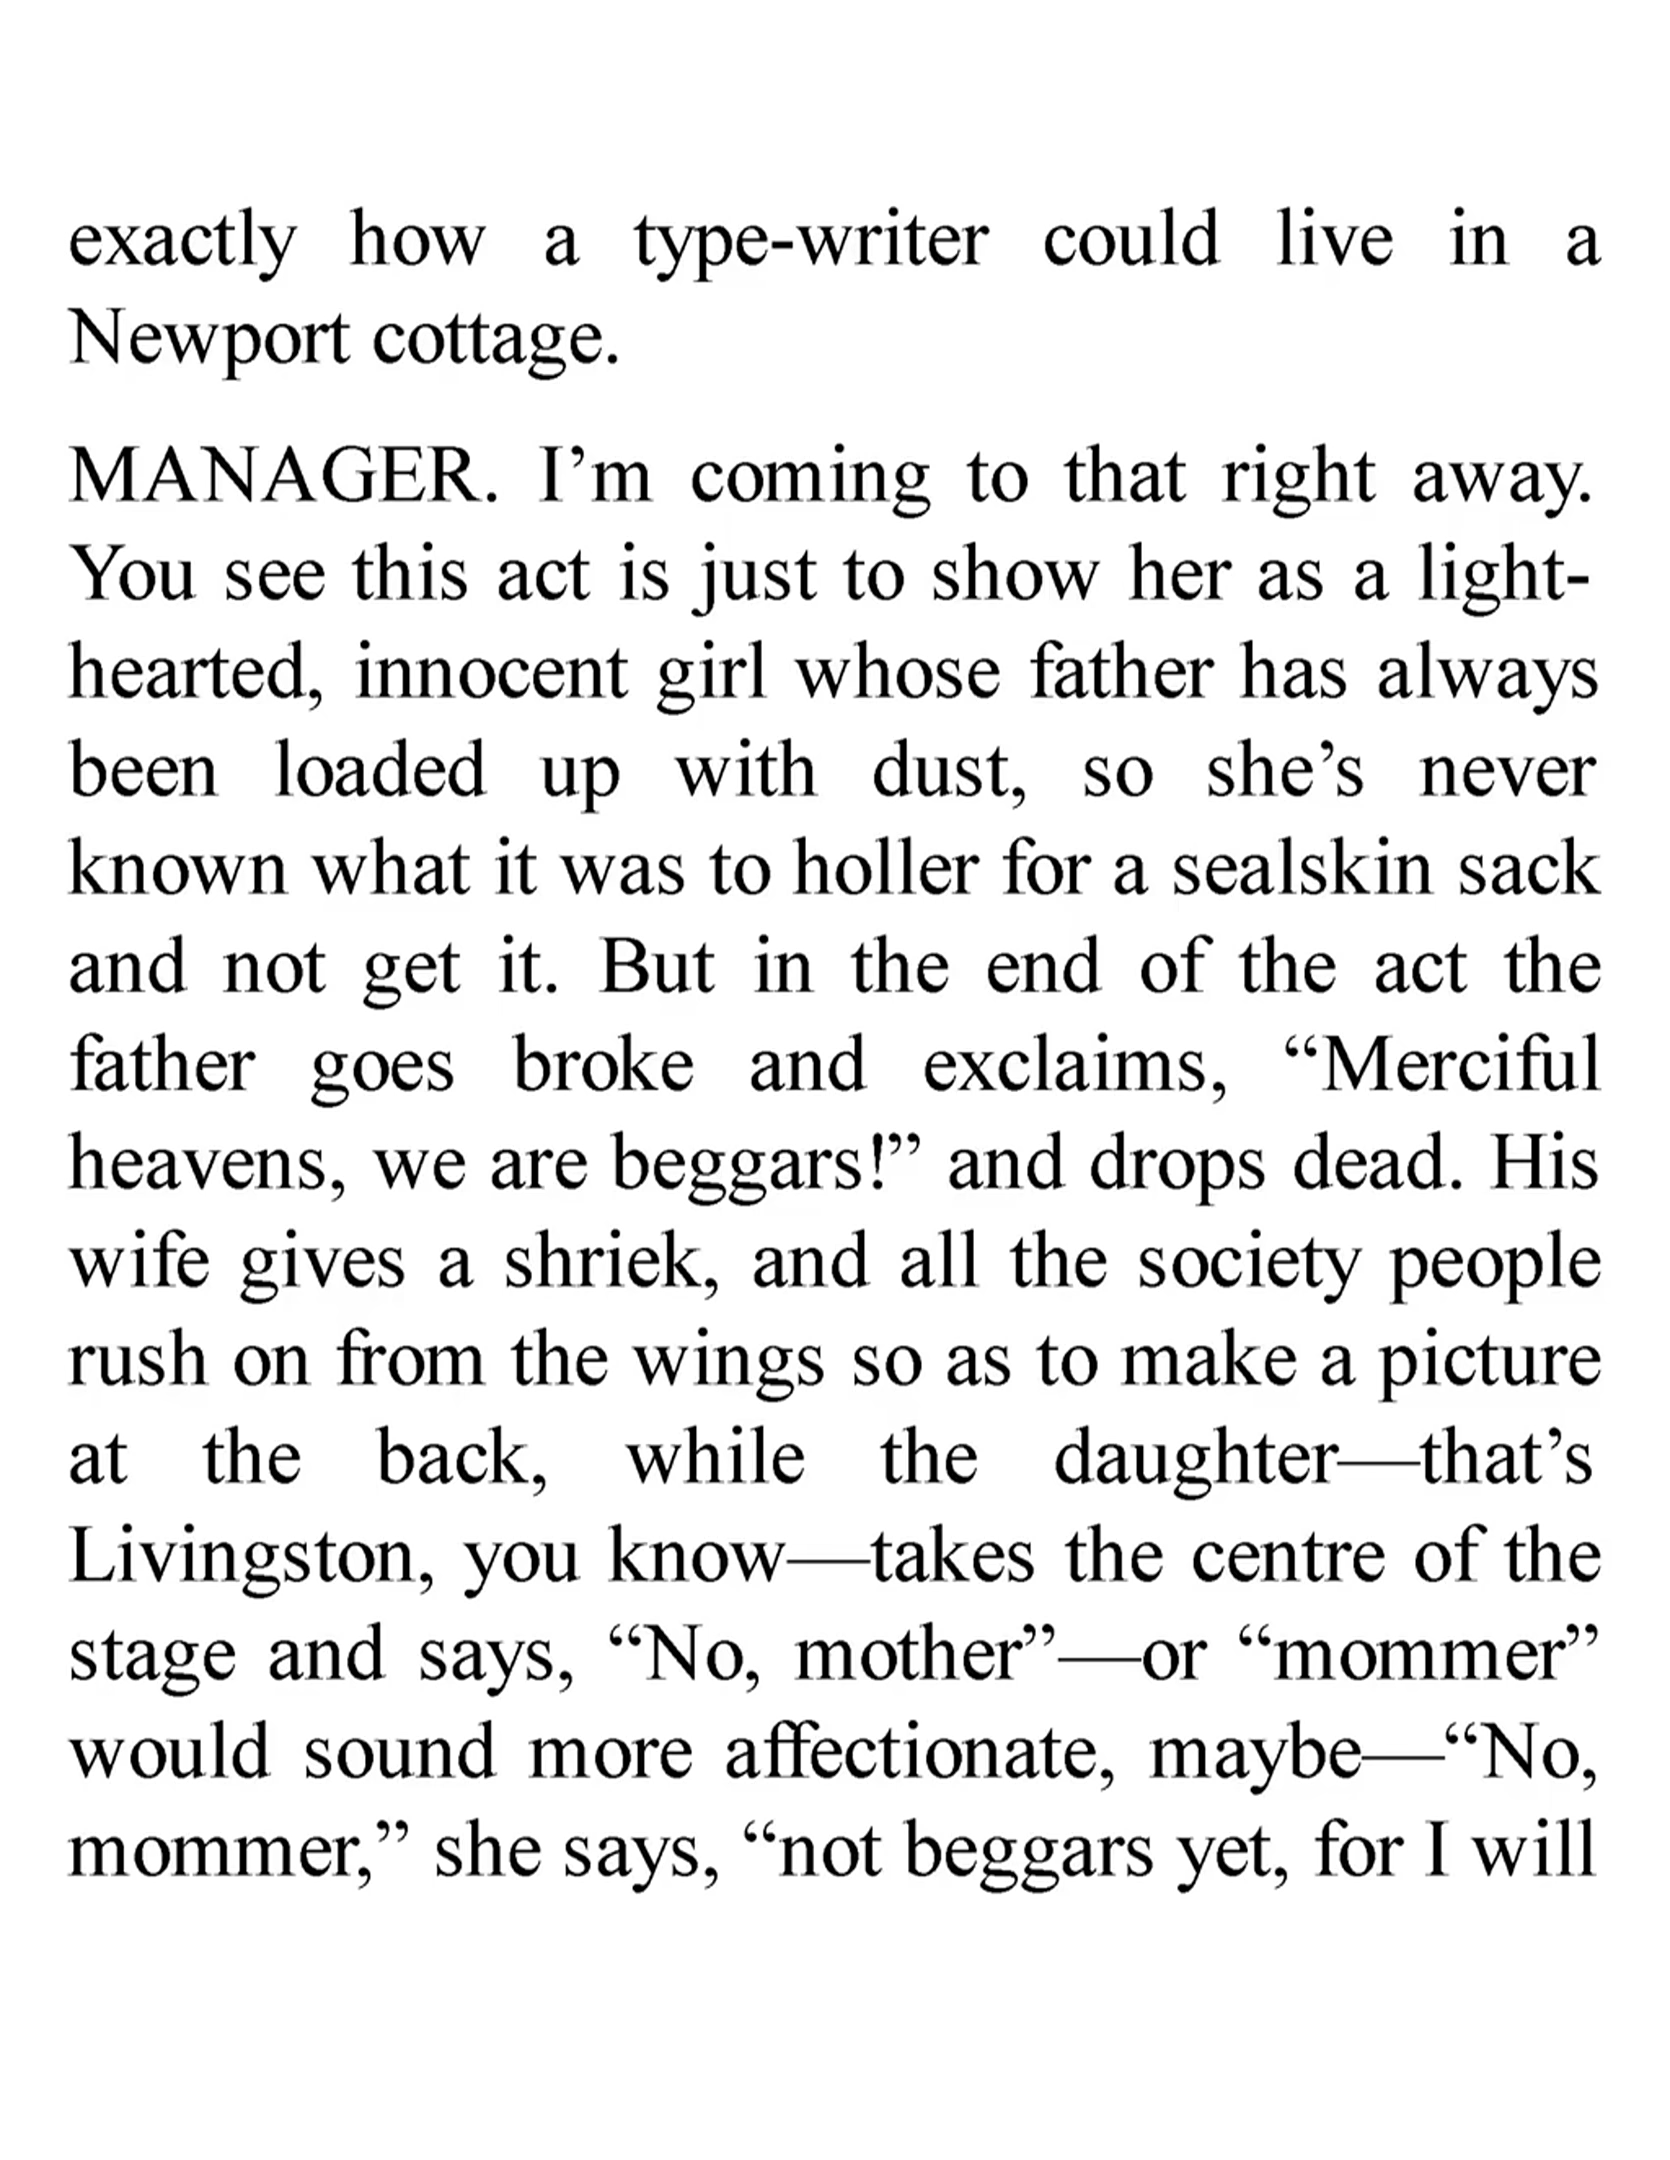 exactly how a type-writer could live in a
Newport cottage.
MANAGER. I’m coming to that right away.
You see this act is just to show her as a light-
hearted, innocent girl whose father has always
been loaded up with dust, so she’s never
known what it was to holler for a sealskin sack
and not get it. But in the end of the act the
father goes broke and exclaims, “Merciful
heavens, we are beggars!” and drops dead. His
wife gives a shriek, and all the society people
rush on from the wings so as to make a picture
at the back, while the daughter—that’s
Livingston, you know—takes the centre of the
stage and says, “No, mother”—or “mommer”
would sound more affectionate, maybe—“No,
mommer,” she says, “not beggars yet, for I will